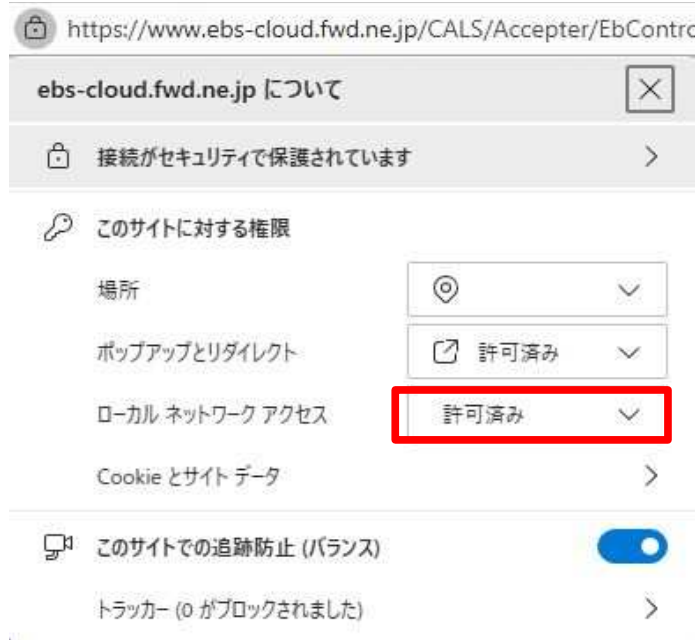 https://www.ebs-cloud.fwd.ne.jp/CALS/Accepter/EbContro
ebs-cloud.fwd.ne.jp について
接続がセキュリティで保護されています
このサイトに対する権限
場所
ポップアップとリダイレクト 許可済み
ローカル ネットワーク アクセス 許可済み
Cookie とサイト データ
このサイトでの追跡防止 (バランス)
トラッカー (0 がブロックされました)